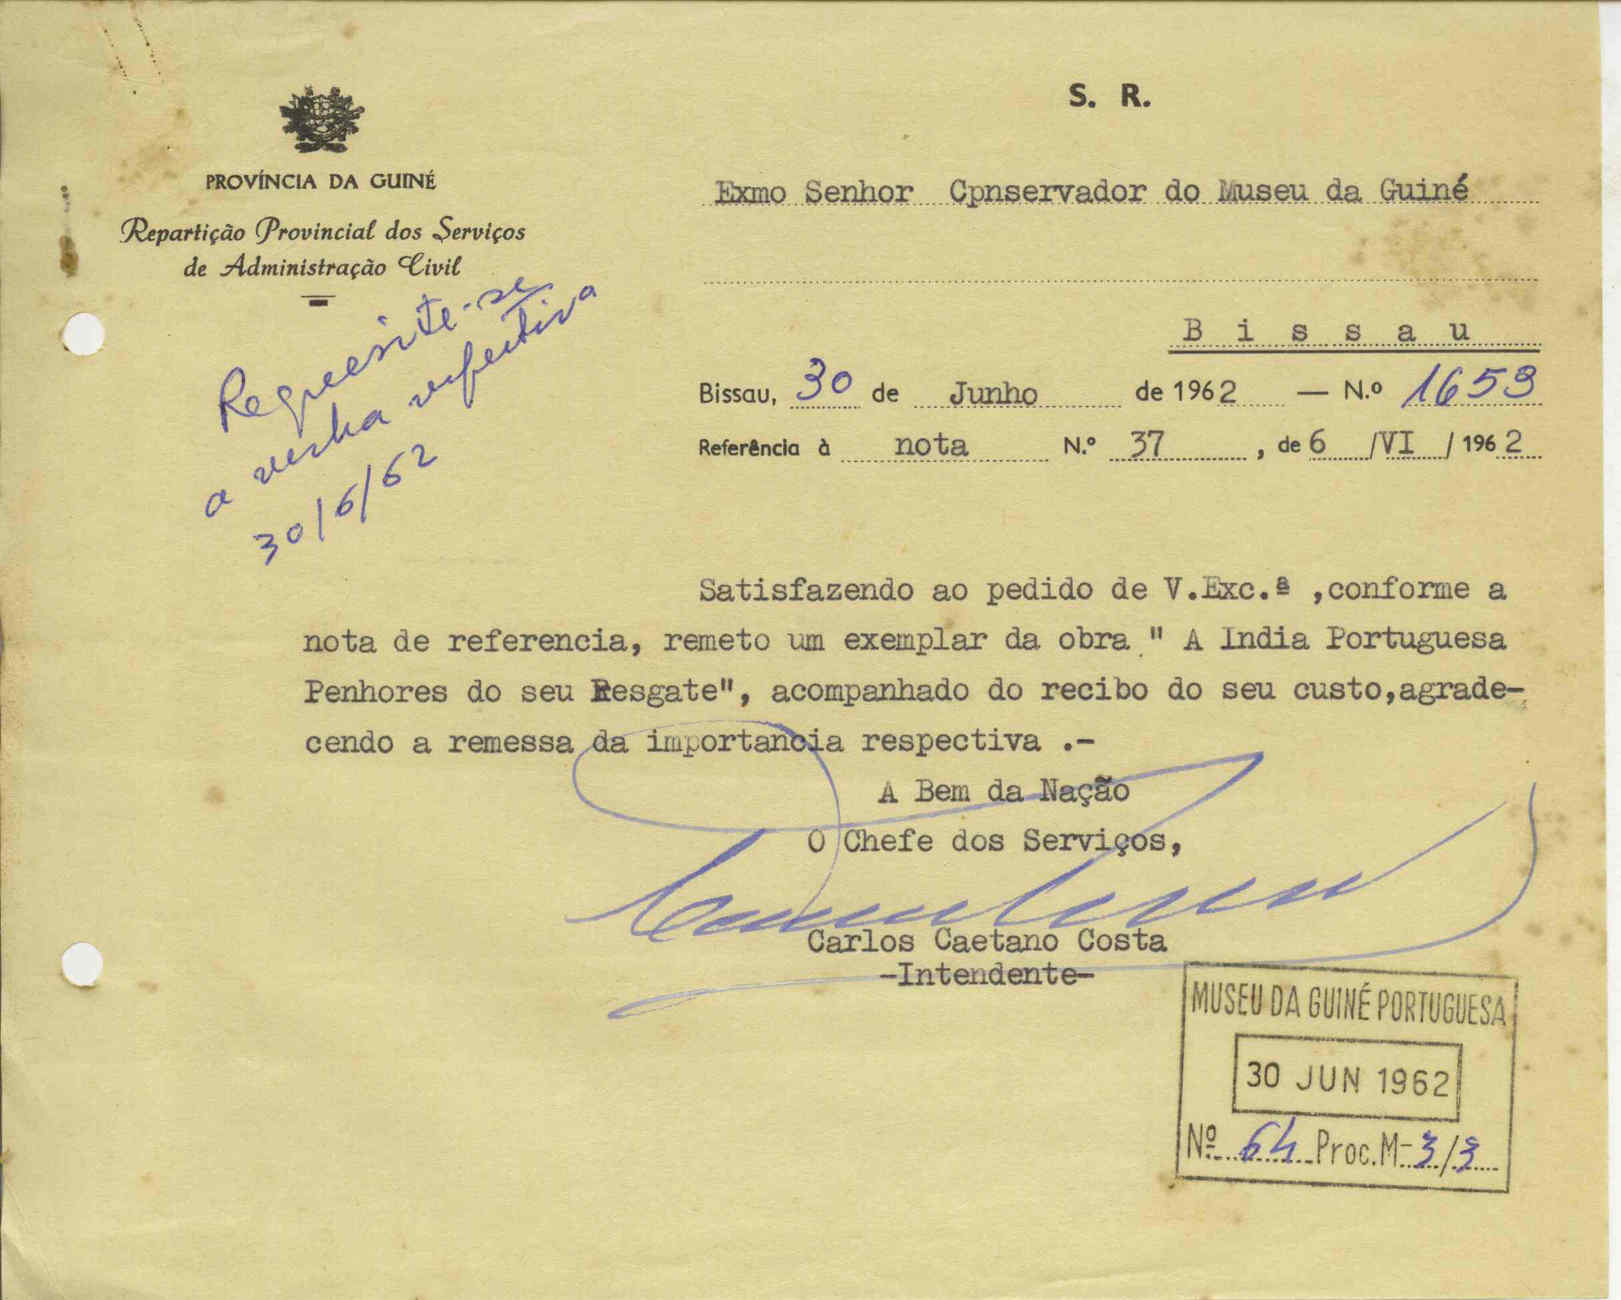 S. R.
PROVÍNCIA DA GUINÉ
Repartição Provincial dos Serviços
de Administração Civil
Requesite-se
a verba respectiva
30/6/62
Exmo Senhor Cpnservador do Museu da Guiné
B i s s a u
Bissau, 30 de Junho de 1962 — N.º 1653
Referência à nota N.º 37, de 6 /VI / 1962
Satisfazendo ao pedido de V.Exc.ª ,conforme a
nota de referencia, remeto um exemplar da obra " A India Portuguesa
Penhores do seu Resgate", acompanhado do recibo do seu custo,agrade-
cendo a remessa da importancia respectiva .-
A Bem da Nação
O Chefe dos Serviços,
Carlos Caetano Costa
-Intendente-
MUSEU DA GUINÉ PORTUGUESA
30 JUN 1962
Nº 64 Proc. M-3/3